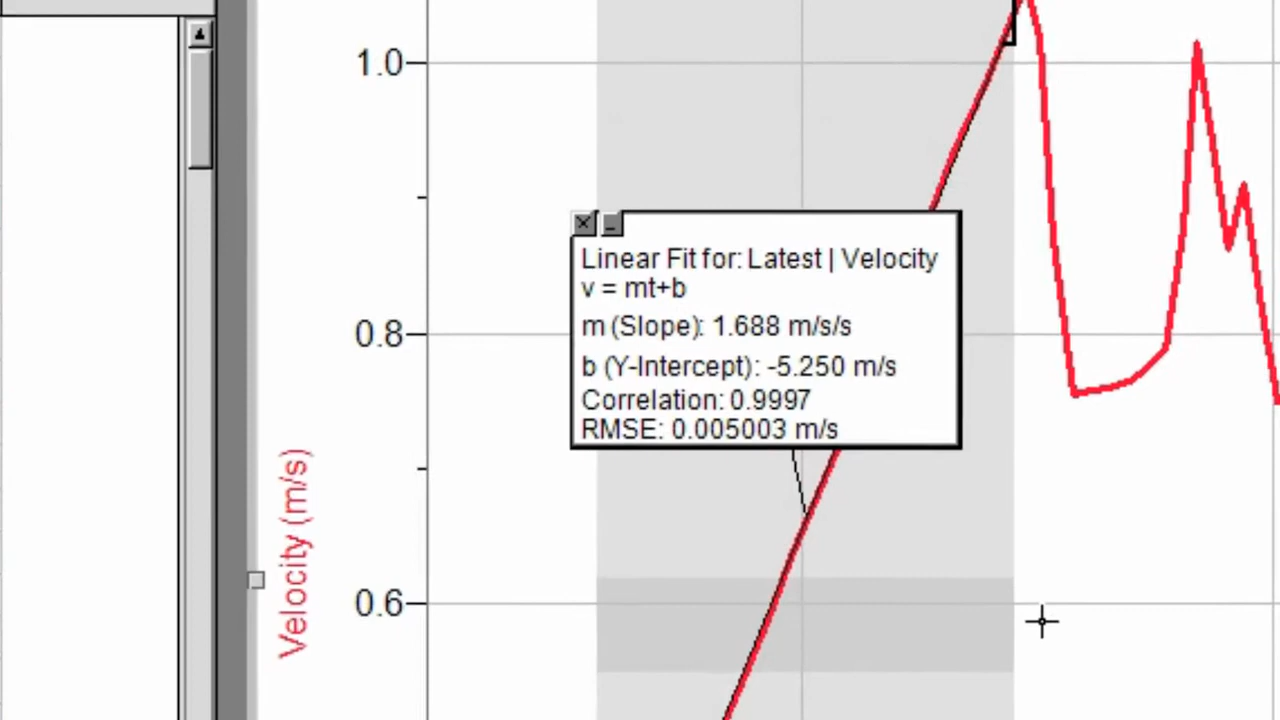 1.0
0.8
0.6
Velocity (m/s)
Linear Fit for: Latest | Velocity
v = mt+b
m (Slope): 1.688 m/s/s
b (Y-Intercept): -5.250 m/s
Correlation: 0.9997
RMSE: 0.005003 m/s